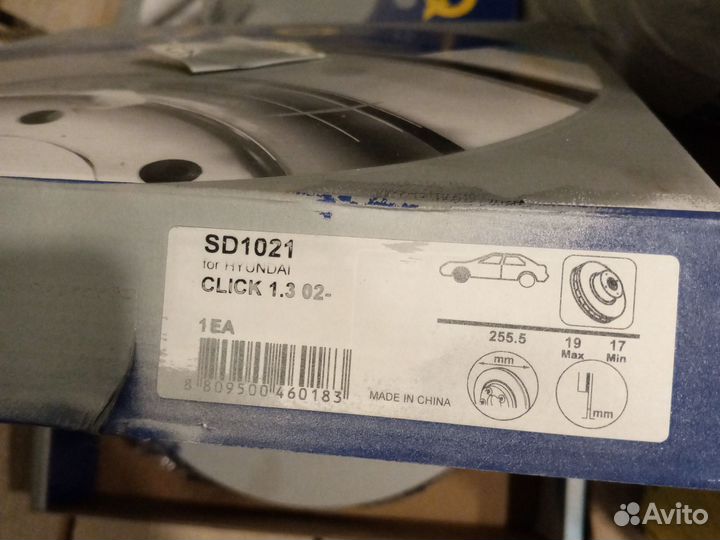 SD1021
for HYUNDAI
CLICK 1.3 02-
1EA
8 809500 460183
MADE IN CHINA
255.5 19 17
Max Min
mm
mm
Avito